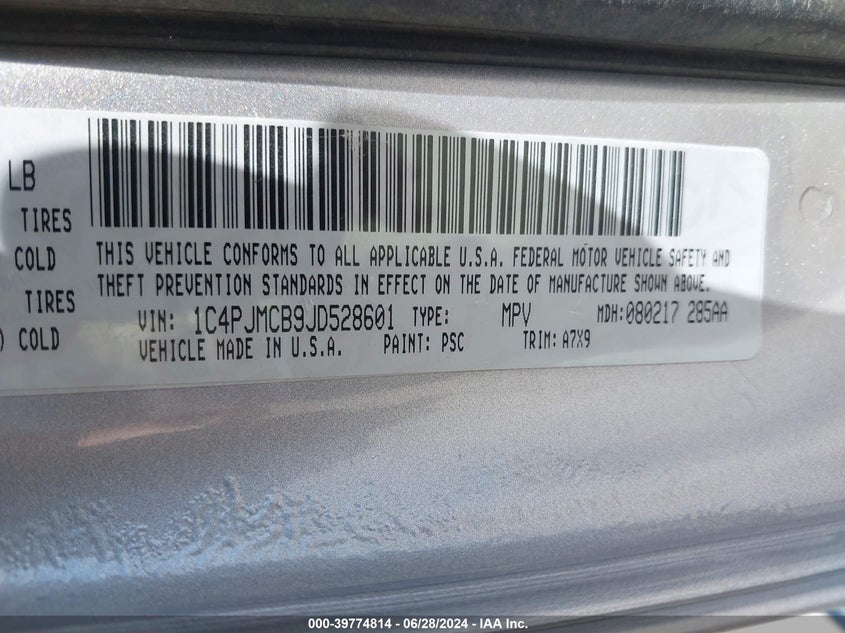 LB
TIRES
COLD
TIRES
) COLD
THIS VEHICLE CONFORMS TO ALL APPLICABLE U.S.A. FEDERAL MOTOR VEHICLE SAFETY AND
THEFT PREVENTION STANDARDS IN EFFECT ON THE DATE OF MANUFACTURE SHOWN ABOVE.
VIN: 1C4PJMCB9JD528601 TYPE: MPV MDH:080217 285AA
VEHICLE MADE IN U.S.A. PAINT: PSC TRIM: A7X9
000-39774814 - 06/28/2024 - IAA Inc.